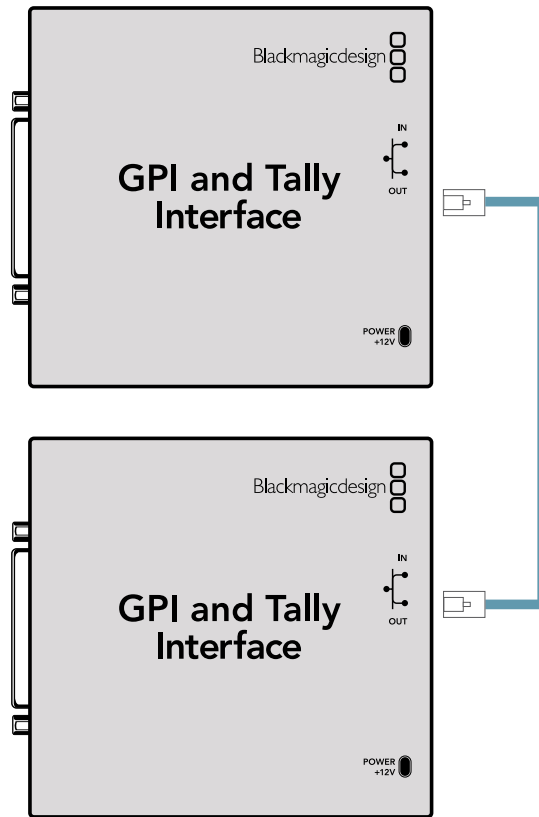 Blackmagicdesign
IN
GPI and Tally
Interface
OUT
POWER
+12V
Blackmagicdesign
IN
GPI and Tally
Interface
OUT
POWER
+12V